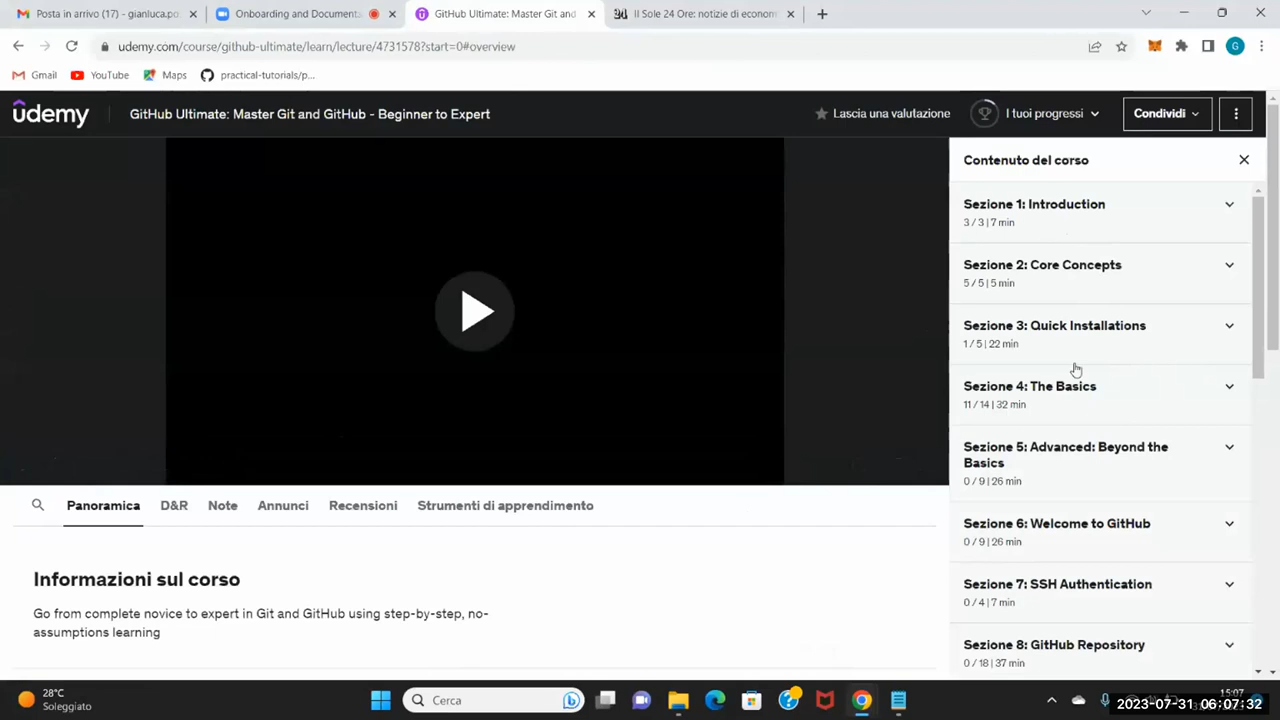 Posta in arrivo (17) - gianluca.po
Onboarding and Documents
GitHub Ultimate: Master Git and
Il Sole 24 Ore: notizie di econom
udemy.com/course/github-ultimate/learn/lecture/4731578?start=0#overview
G
Gmail
YouTube
Maps
practical-tutorials/p...
udemy
GitHub Ultimate: Master Git and GitHub - Beginner to Expert
Lascia una valutazione
I tuoi progressi
Condividi
Contenuto del corso
Sezione 1: Introduction
3 / 3 | 7 min
Sezione 2: Core Concepts
5 / 5 | 5 min
Sezione 3: Quick Installations
1 / 5 | 22 min
Sezione 4: The Basics
11 / 14 | 32 min
Sezione 5: Advanced: Beyond the
Basics
0 / 9 | 26 min
Sezione 6: Welcome to GitHub
0 / 9 | 26 min
Sezione 7: SSH Authentication
0 / 4 | 7 min
Sezione 8: GitHub Repository
0 / 18 | 37 min
Panoramica
D&R
Note
Annunci
Recensioni
Strumenti di apprendimento
Informazioni sul corso
Go from complete novice to expert in Git and GitHub using step-by-step, no-
assumptions learning
28°C
Soleggiato
Cerca
15:07
2023-07-31 06:07:32